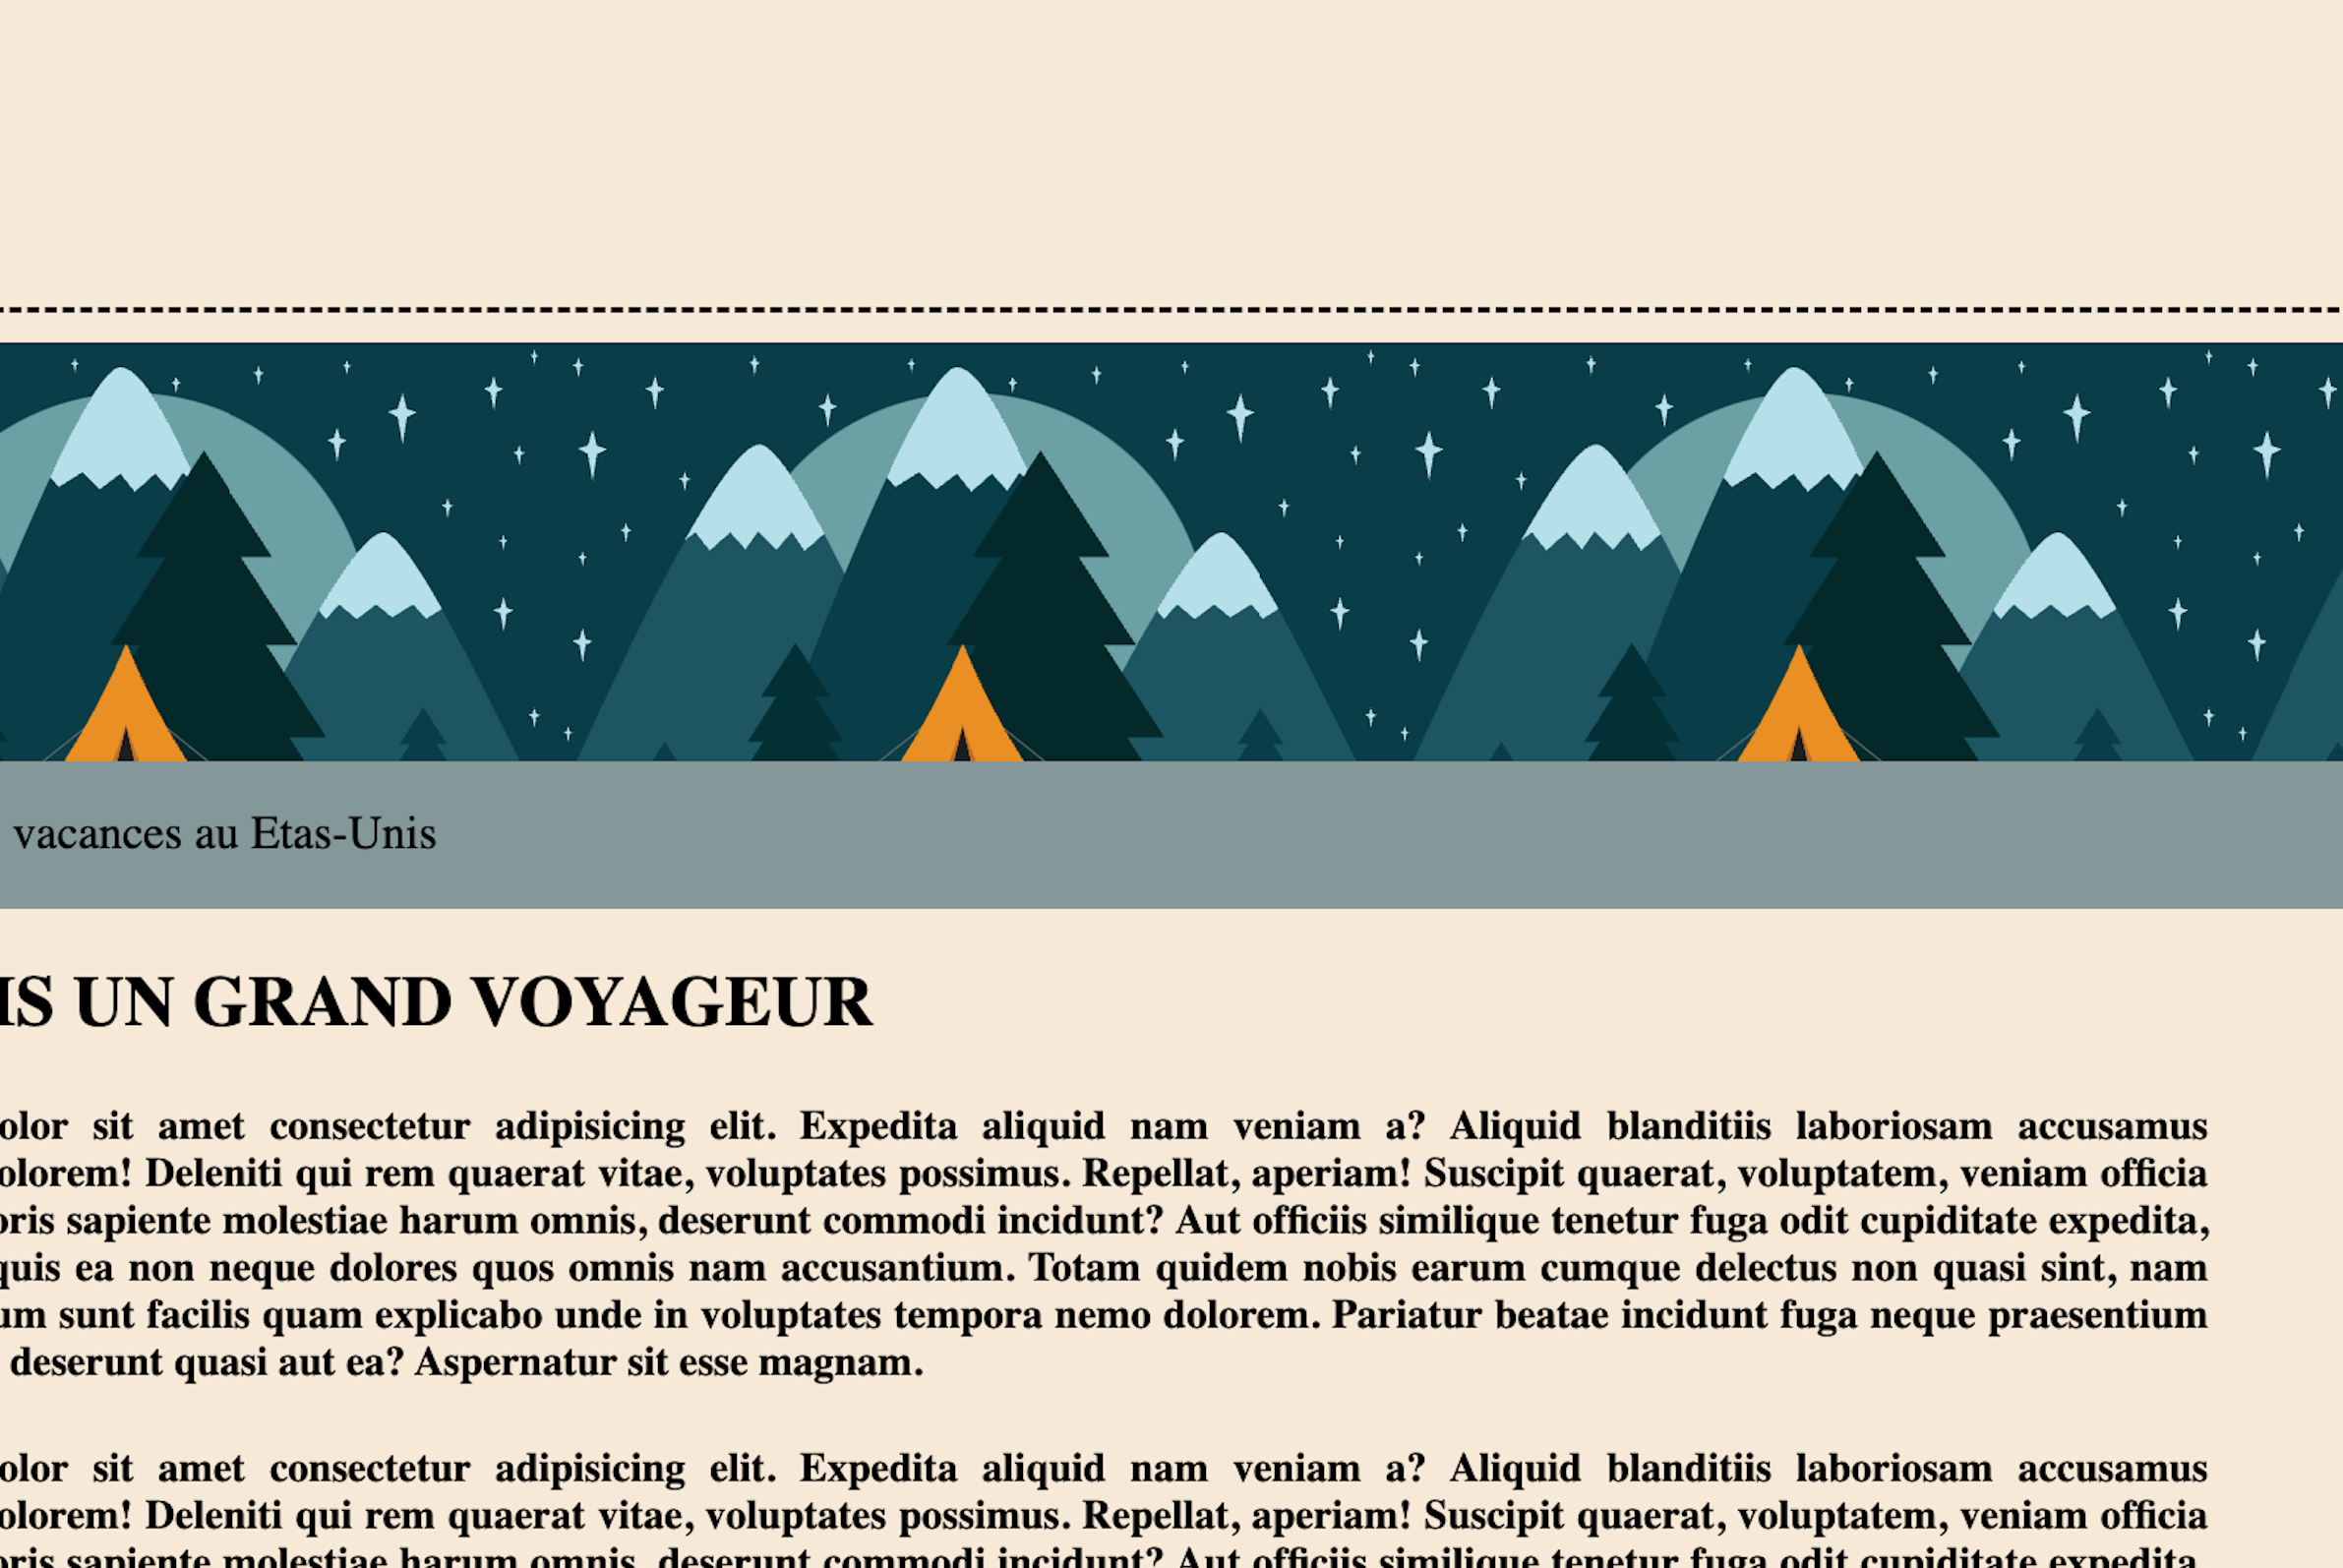 vacances au Etas-Unis
IS UN GRAND VOYAGEUR
olor sit amet consectetur adipisicing elit. Expedita aliquid nam veniam a? Aliquid blanditiis laboriosam accusamus
olorem! Deleniti qui rem quaerat vitae, voluptates possimus. Repellat, aperiam! Suscipit quaerat, voluptatem, veniam officia
oris sapiente molestiae harum omnis, deserunt commodi incidunt? Aut officiis similique tenetur fuga odit cupiditate expedita,
quis ea non neque dolores quos omnis nam accusantium. Totam quidem nobis earum cumque delectus non quasi sint, nam
um sunt facilis quam explicabo unde in voluptates tempora nemo dolorem. Pariatur beatae incidunt fuga neque praesentium
deserunt quasi aut ea? Aspernatur sit esse magnam.
olor sit amet consectetur adipisicing elit. Expedita aliquid nam veniam a? Aliquid blanditiis laboriosam accusamus
olorem! Deleniti qui rem quaerat vitae, voluptates possimus. Repellat, aperiam! Suscipit quaerat, voluptatem, veniam officia
oris sapiente molestiae harum omnis, deserunt commodi incidunt? Aut officiis similique tenetur fuga odit cupiditate expedita,